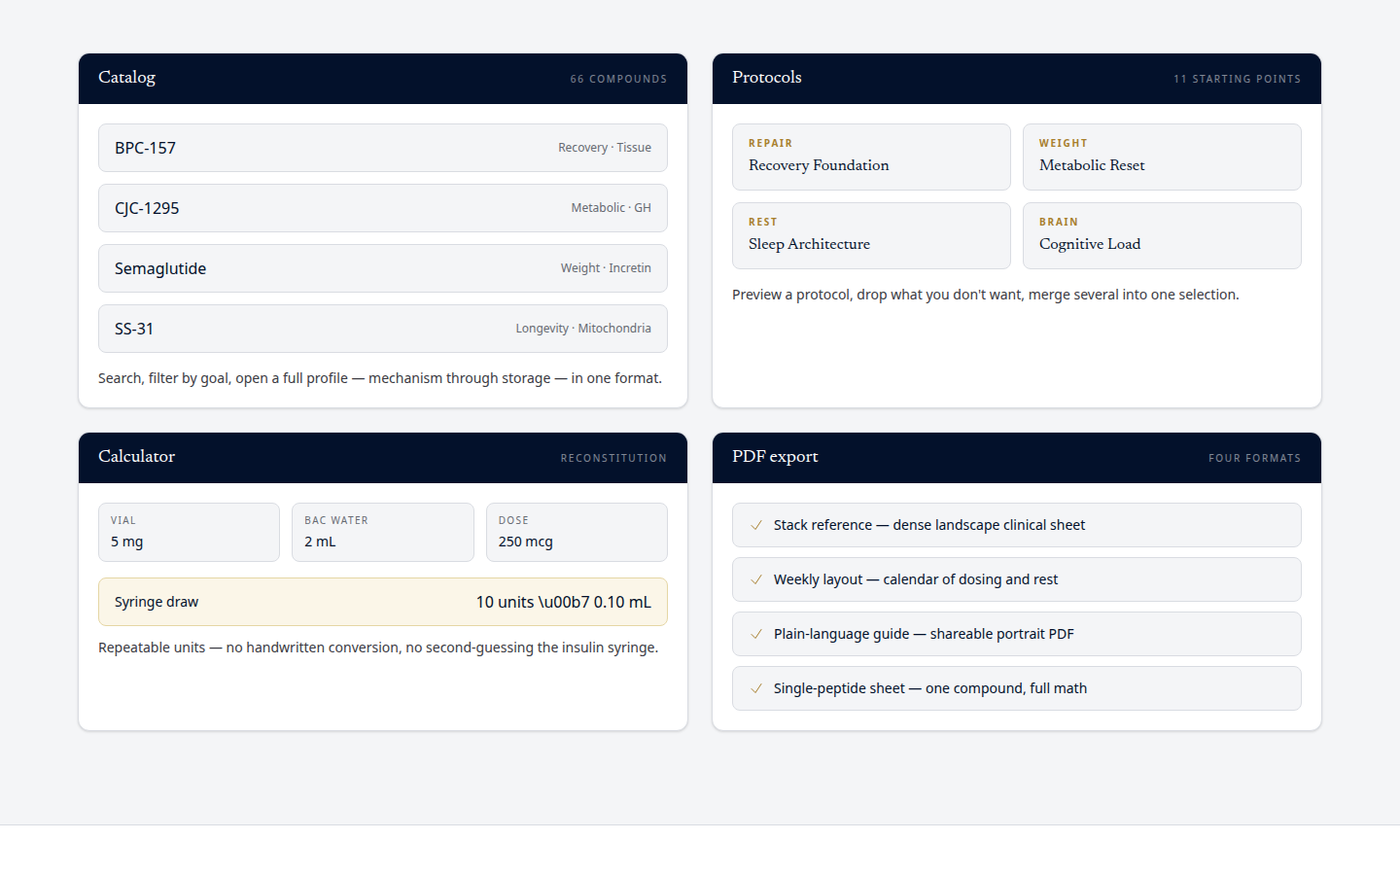 Catalog
66 COMPOUNDS
BPC-157
Recovery · Tissue
CJC-1295
Metabolic · GH
Semaglutide
Weight · Incretin
SS-31
Longevity · Mitochondria
Search, filter by goal, open a full profile — mechanism through storage — in one format.
Protocols
11 STARTING POINTS
REPAIR
Recovery Foundation
WEIGHT
Metabolic Reset
REST
Sleep Architecture
BRAIN
Cognitive Load
Preview a protocol, drop what you don't want, merge several into one selection.
Calculator
RECONSTITUTION
VIAL
5 mg
BAC WATER
2 mL
DOSE
250 mcg
Syringe draw
10 units \u00b7 0.10 mL
Repeatable units — no handwritten conversion, no second-guessing the insulin syringe.
PDF export
FOUR FORMATS
Stack reference — dense landscape clinical sheet
Weekly layout — calendar of dosing and rest
Plain-language guide — shareable portrait PDF
Single-peptide sheet — one compound, full math